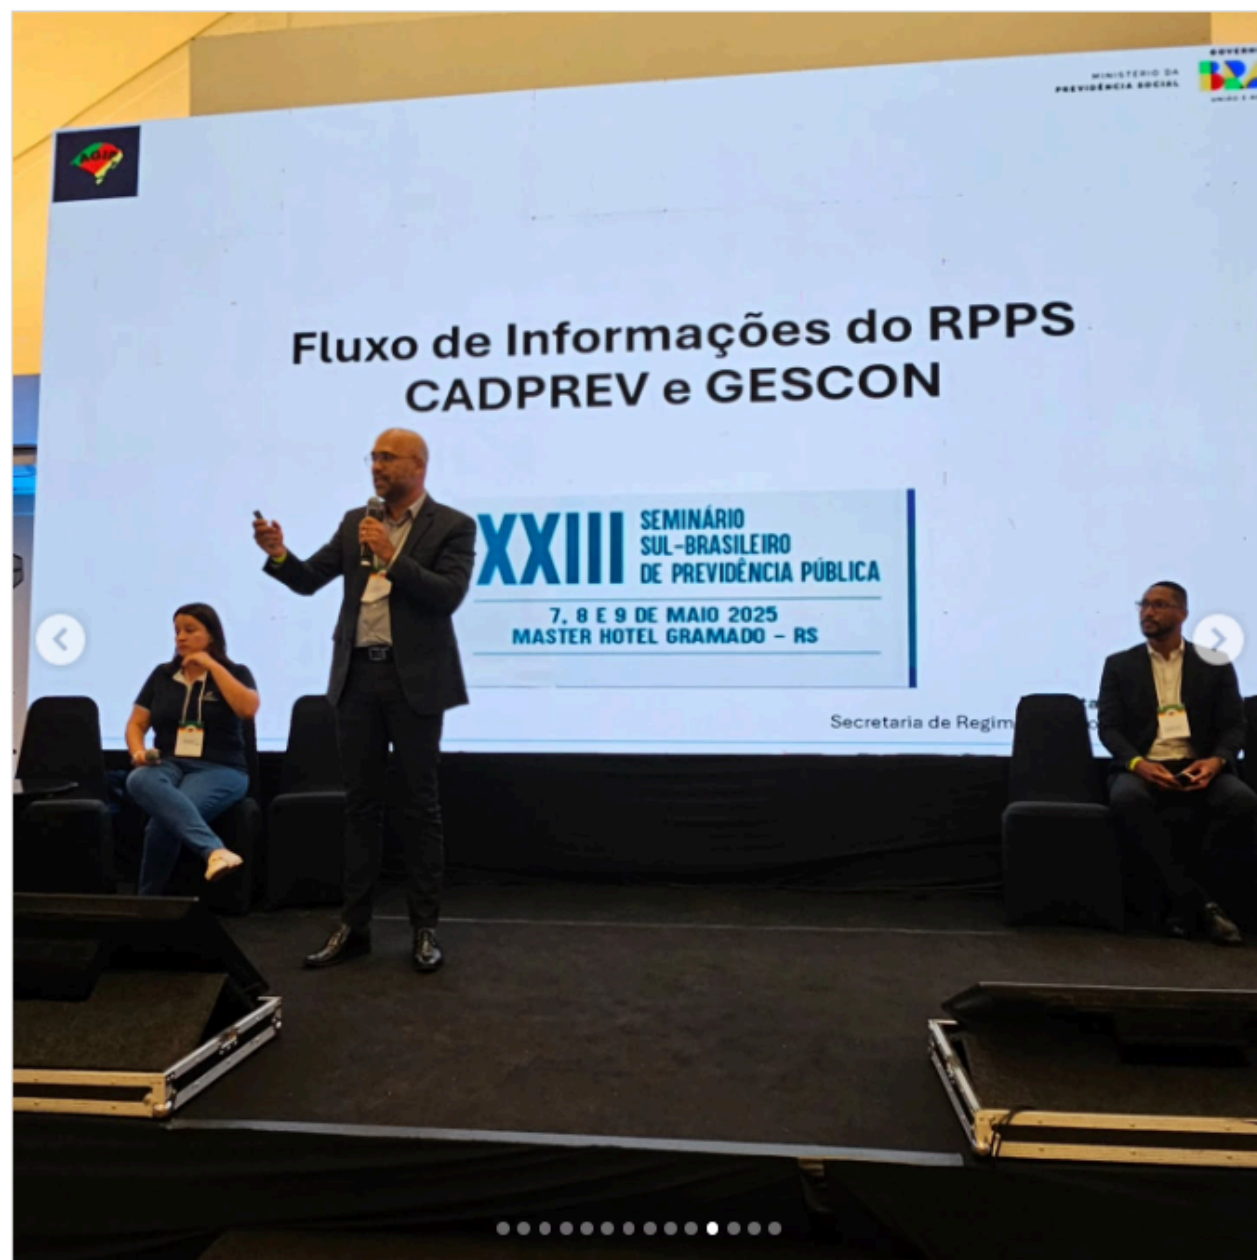 MINISTÉRIO DA
PREVIDÊNCIA SOCIAL
AGIP
Fluxo de Informações do RPPS
CADPREV e GESCON
XXIII SEMINÁRIO
SUL-BRASILEIRO
DE PREVIDÊNCIA PÚBLICA
7, 8 E 9 DE MAIO 2025
MASTER HOTEL GRAMADO – RS
Secretaria de